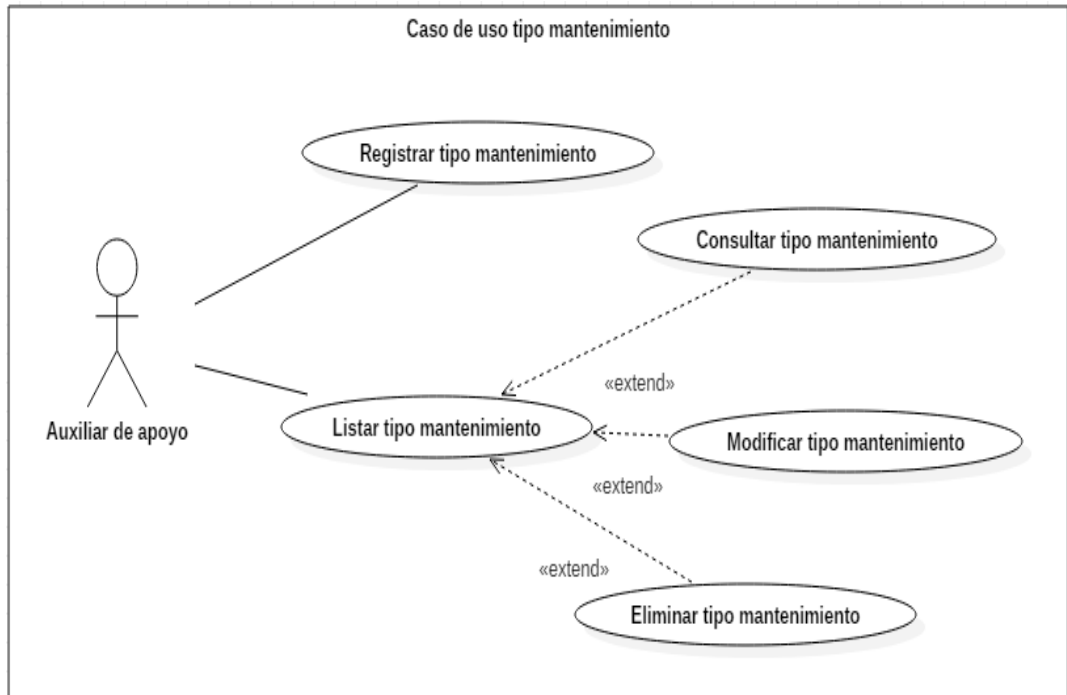 Caso de uso tipo mantenimiento
Registrar tipo mantenimiento
Consultar tipo mantenimiento
«extend»
Auxiliar de apoyo
Listar tipo mantenimiento
Modificar tipo mantenimiento
«extend»
«extend»
Eliminar tipo mantenimiento